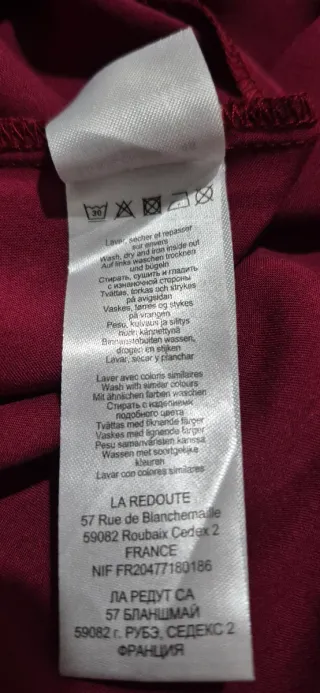 30
Laver, sécher et repasser
sur envers
Wash, dry and iron inside out
Auf links waschen trocknen
und bügeln
Стирать, сушить и гладить
с изнаночной стороны
Tvättas, torkas och strykes
på avigsidan
Vaskes, tørres og stykes
på vrangen
Pesu, kuivaus ja silitys
nurin kännettynä
Binnenstebuiten wassen,
drogen en stijken
Lavar, secar y planchar
Laver avec coloris similaires
Wash with similar colours
Mit ähnlichen farben waschen
Стирать с изделиями
подобного цвета
Tvättas med liknande färger
Vaskes med lignende farger
Pesu samanväristen kanssa
Wassen met soortgelijke
kleuren
Lavar con colores similares
LA REDOUTE
57 Rue de Blanchemaille
59082 Roubaix Cedex 2
FRANCE
NIF FR20477180186
ЛА РЕДУТ СА
57 БЛАНШМАЙ
59082 г. РУБЭ, СЕДЕКС 2
ФРАНЦИЯ